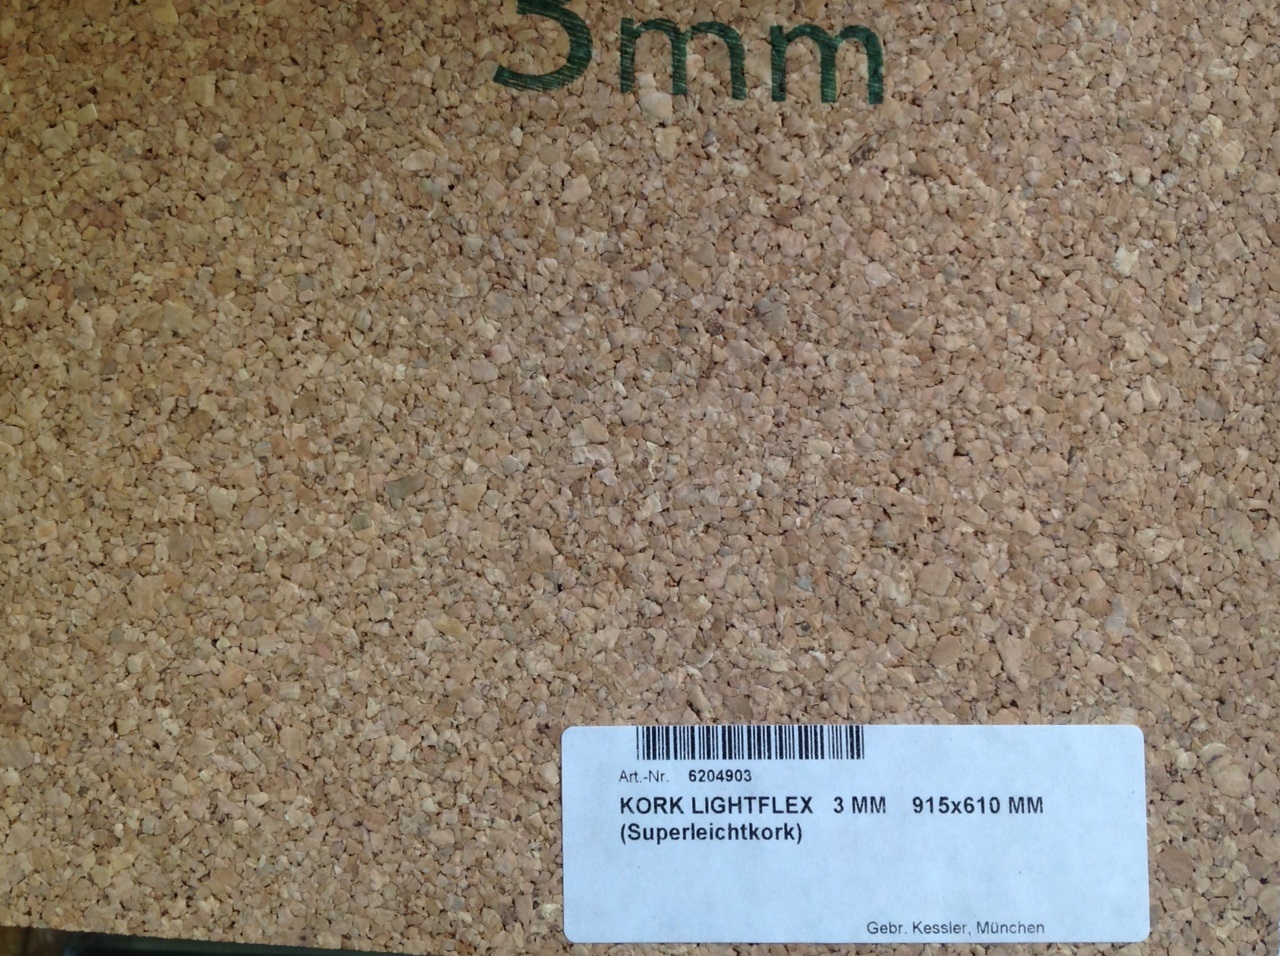 3mm
Art.-Nr. 6204903
KORK LIGHTFLEX 3 MM 915x610 MM
(Superleichtkork)
Gebr. Kessler, München